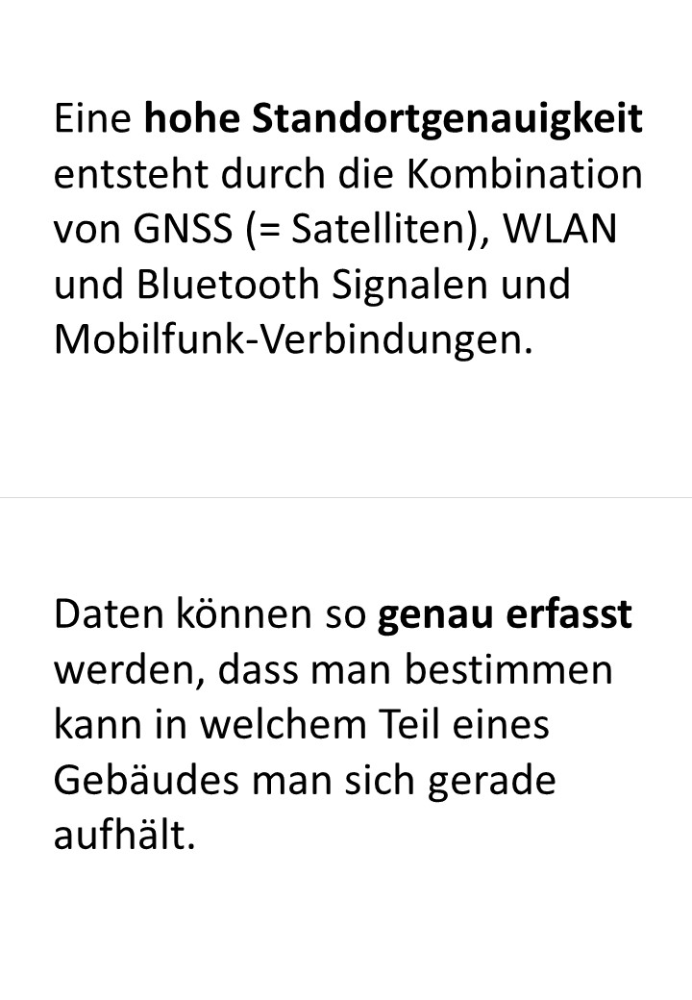 Eine hohe Standortgenauigkeit
entsteht durch die Kombination
von GNSS (= Satelliten), WLAN
und Bluetooth Signalen und
Mobilfunk-Verbindungen.
Daten können so genau erfasst
werden, dass man bestimmen
kann in welchem Teil eines
Gebäudes man sich gerade
aufhält.